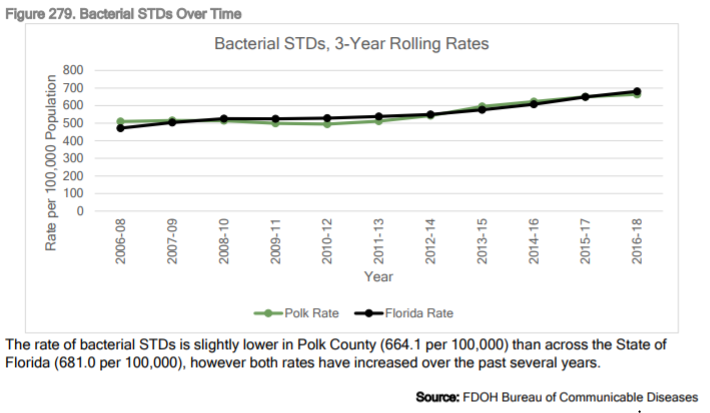 Figure 279. Bacterial STDs Over Time
Bacterial STDs, 3-Year Rolling Rates
Rate per 100,000 Population
800
700
600
500
400
300
200
100
0
2006-08
2007-09
2008-10
2009-11
2010-12
2011-13
2012-14
2013-15
2014-16
2015-17
2016-18
Year
Polk Rate
Florida Rate
The rate of bacterial STDs is slightly lower in Polk County (664.1 per 100,000) than across the State of
Florida (681.0 per 100,000), however both rates have increased over the past several years.
Source: FDOH Bureau of Communicable Diseases